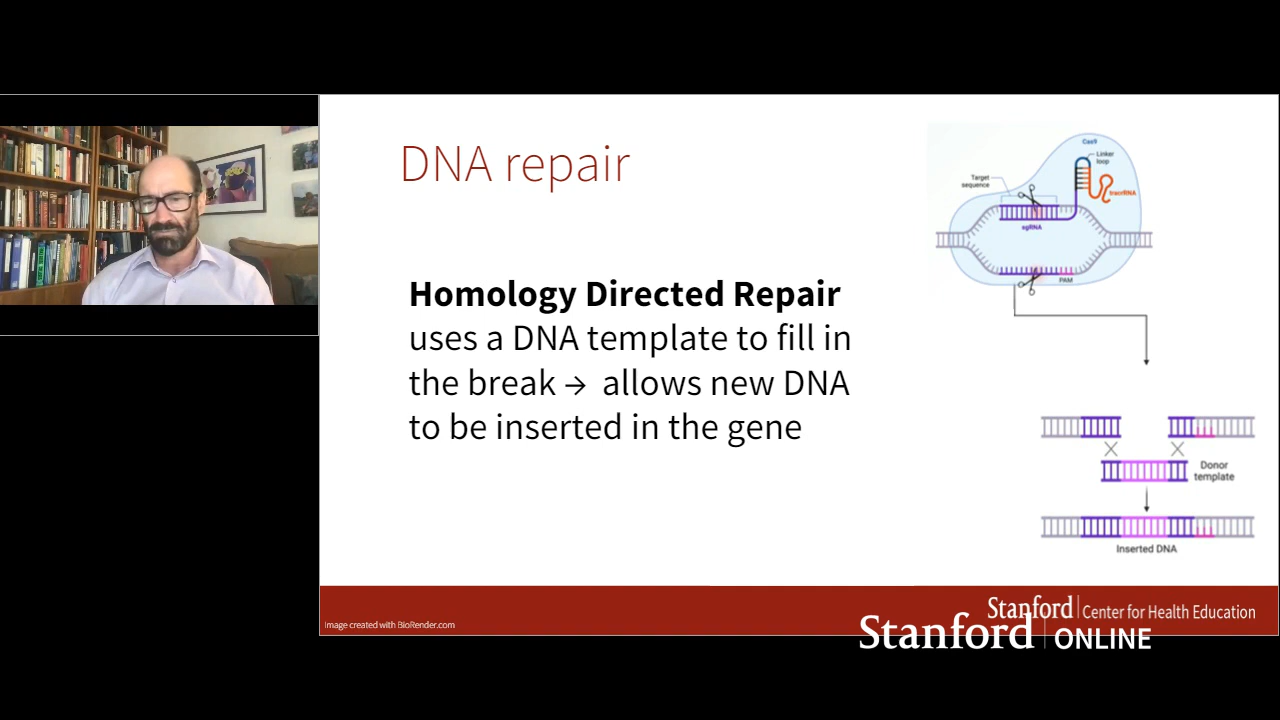 DNA repair
Homology Directed Repair
uses a DNA template to fill in
the break → allows new DNA
to be inserted in the gene
Cas9
Linker
loop
Target
sequence
tracrRNA
sgRNA
PAM
Donor
template
Inserted DNA
Image created with BioRender.com
Stanford Center for Health Education
Stanford ONLINE